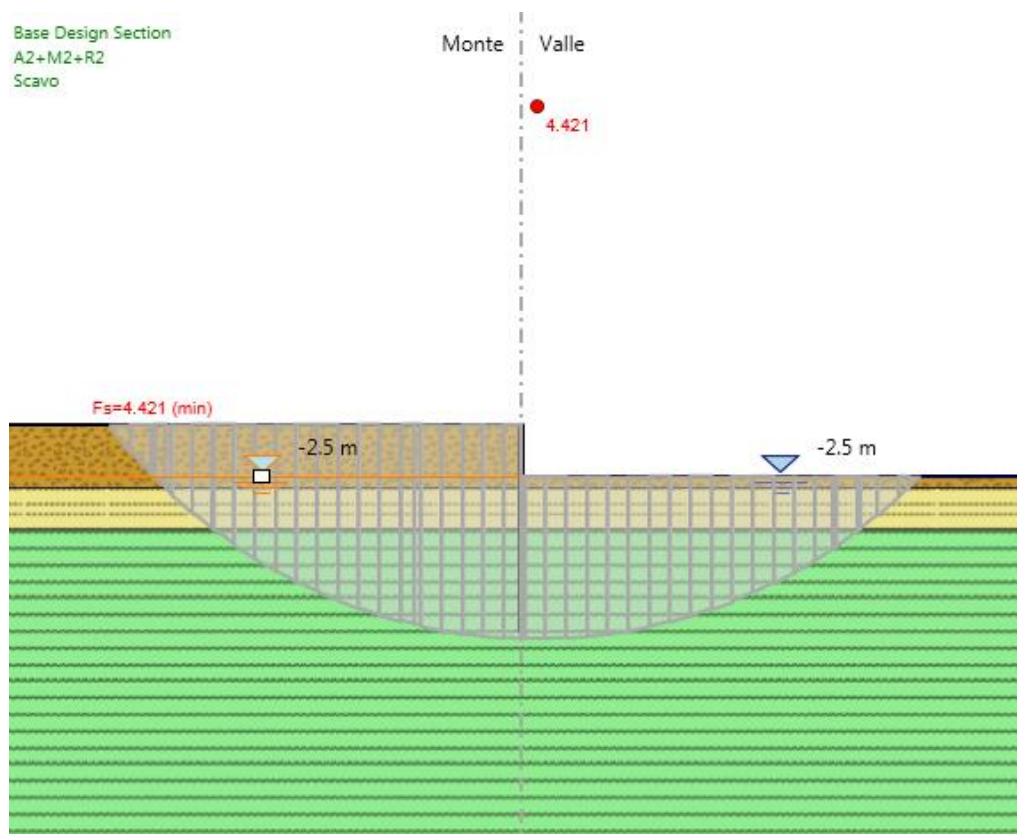 Base Design Section
A2+M2+R2
Scavo
Monte
Valle
4.421
Fs=4.421 (min)
-2.5 m
-2.5 m